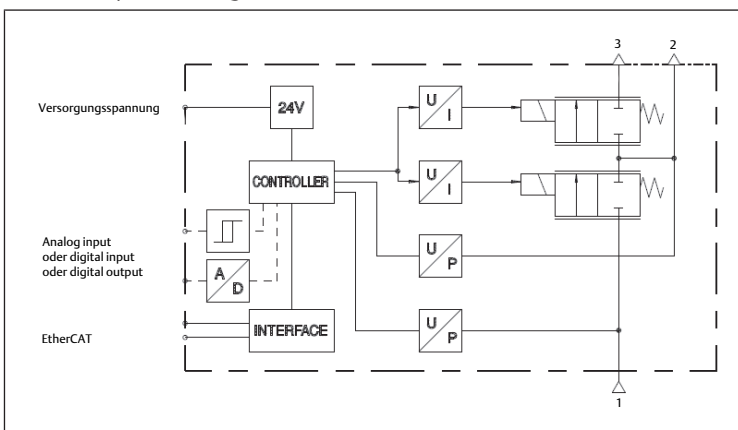 3 2
Versorgungsspannung
24V
U
I
CONTROLLER
U
I
Analog input
oder digital input
oder digital output
A
D
U
P
EtherCAT
INTERFACE
U
P
1